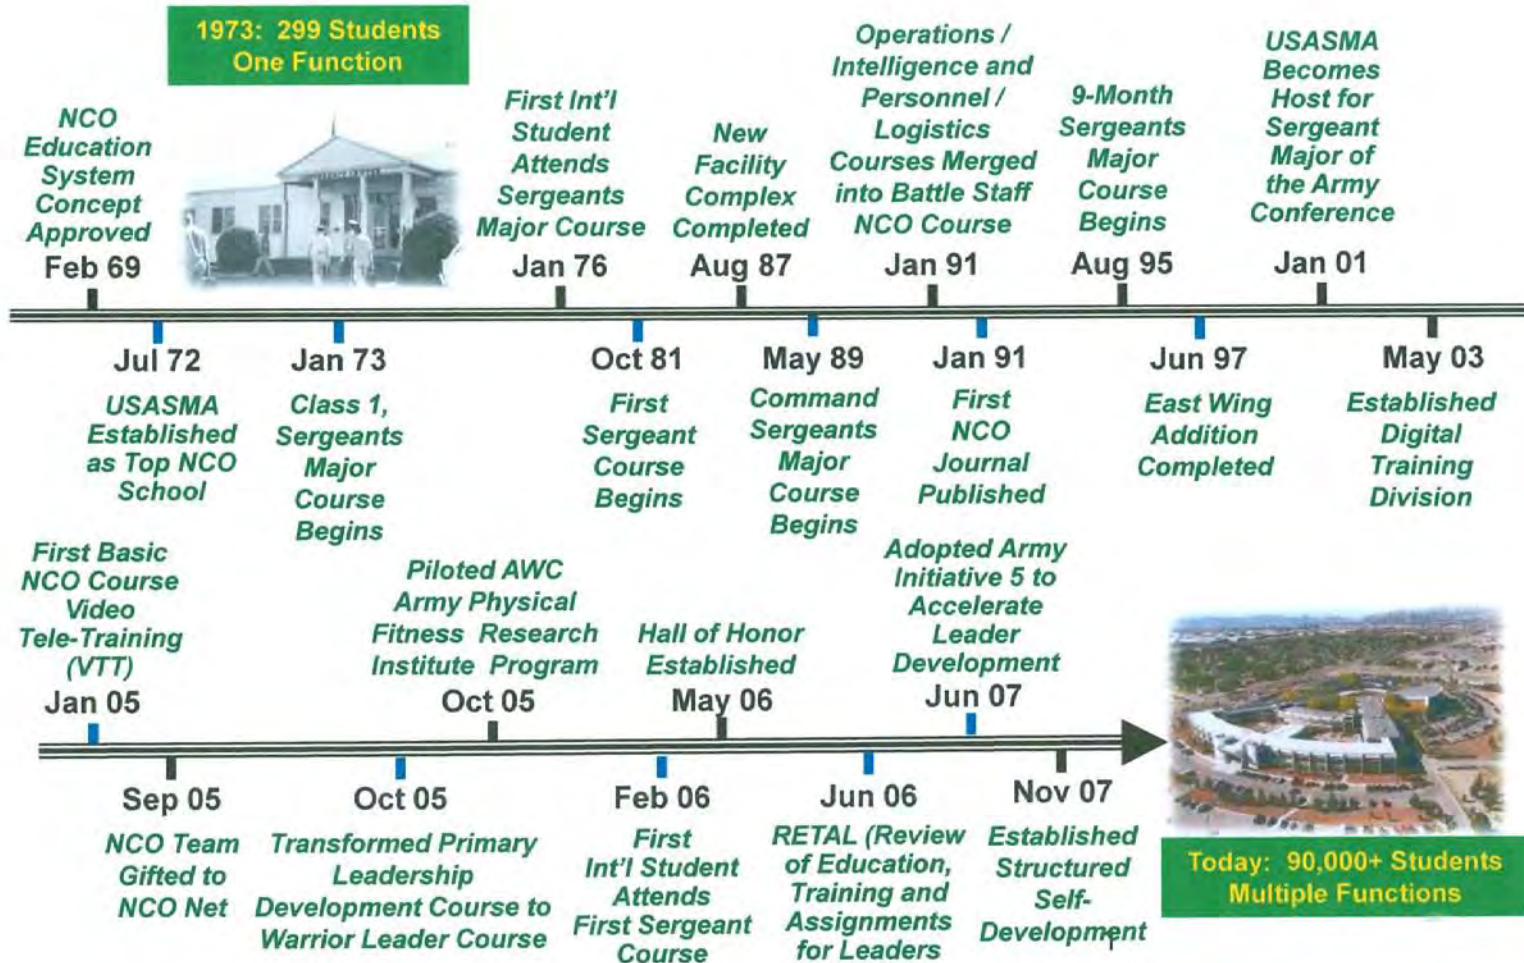 1973: 299 Students
One Function
NCO
Education
System
Concept
Approved
Feb 69
First Int'l
Student
Attends
Sergeants
Major Course
Jan 76
New
Facility
Complex
Completed
Aug 87
Operations /
Intelligence and
Personnel /
Logistics
Courses Merged
into Battle Staff
NCO Course
Jan 91
9-Month
Sergeants
Major
Course
Begins
Aug 95
USASMA
Becomes
Host for
Sergeant
Major of
the Army
Conference
Jan 01
Jul 72
USASMA
Established
as Top NCO
School
Jan 73
Class 1,
Sergeants
Major
Course
Begins
Oct 81
First
Sergeant
Course
Begins
May 89
Command
Sergeants
Major
Course
Begins
Jan 91
First
NCO
Journal
Published
Jun 97
East Wing
Addition
Completed
May 03
Established
Digital
Training
Division
First Basic
NCO Course
Video
Tele-Training
(VTT)
Jan 05
Piloted AWC
Army Physical
Fitness Research
Institute Program
Oct 05
Hall of Honor
Established
May 06
Adopted Army
Initiative 5 to
Accelerate
Leader
Development
Jun 07
Sep 05
NCO Team
Gifted to
NCO Net
Oct 05
Transformed Primary
Leadership
Development Course to
Warrior Leader Course
Feb 06
First
Int'l Student
Attends
First Sergeant
Course
Jun 06
RETAL (Review
of Education,
Training and
Assignments
for Leaders
Nov 07
Established
Structured
Self-
Development
Today: 90,000+ Students
Multiple Functions